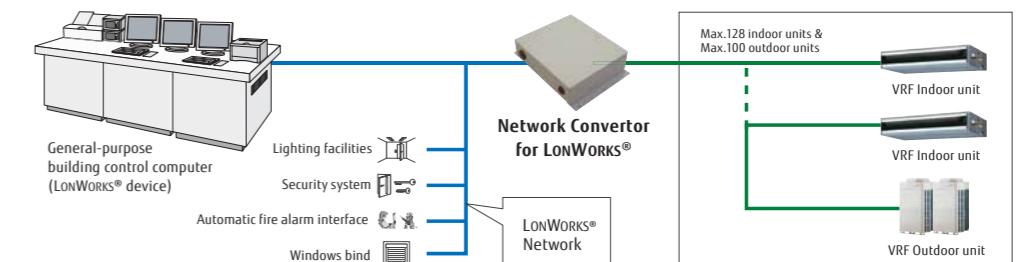 Max.128 indoor units &
Max.100 outdoor units
VRF Indoor unit
Network Convertor
for LONWORKS®
General-purpose
building control computer
(LONWORKS® device)
Lighting facilities
VRF Indoor unit
Security system
Automatic fire alarm interface
LONWORKS®
Network
Windows bind
VRF Outdoor unit